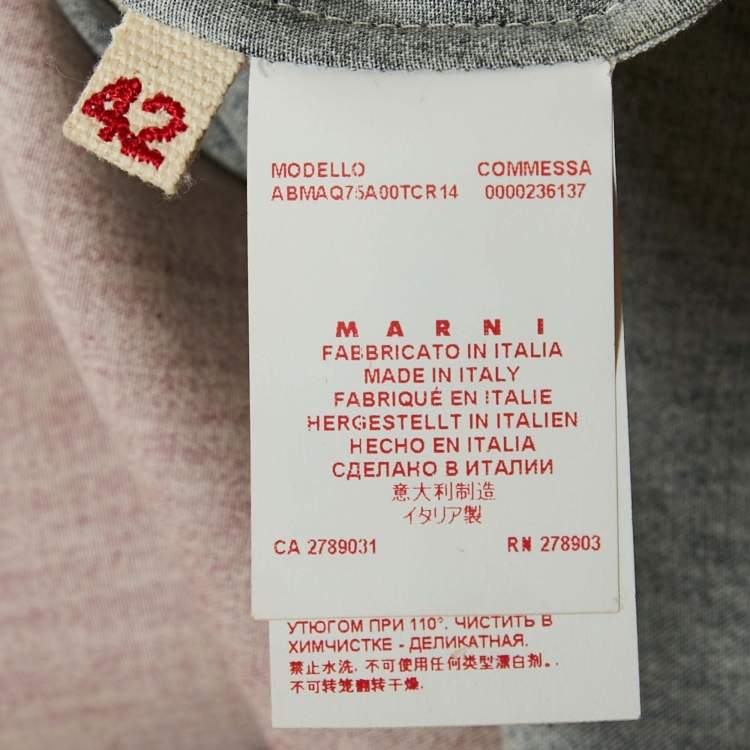 42
MODELLO COMMESSA
ABMAQ75A00TCR14 0000236137
MARNI
FABBRICATO IN ITALIA
MADE IN ITALY
FABRIQUÉ EN ITALIE
HERGESTELLT IN ITALIEN
HECHO EN ITALIA
СДЕЛАНО В ИТАЛИИ
意大利制造
イタリア製
CA 2789031 RN 278903
УТЮГОМ ПРИ 110°. ЧИСТИТЬ В
ХИМЧИСТКЕ - ДЕЛИКАТНАЯ.
禁止水洗. 不可使用任何类型漂白剂。.
不可转笼翻转干燥.